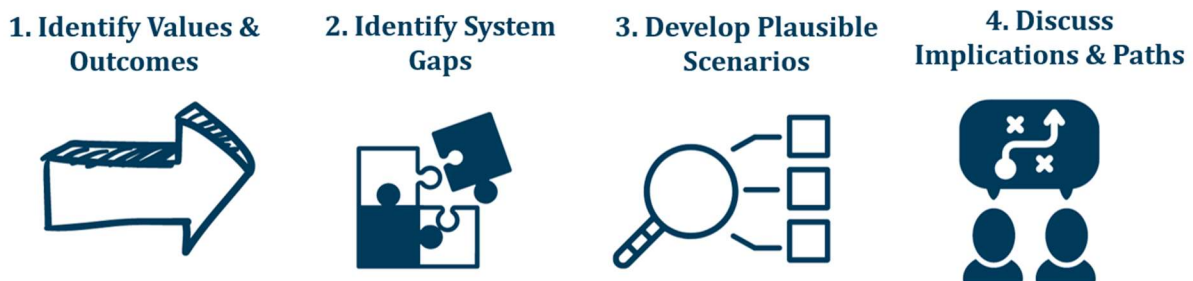 1. Identify Values &
Outcomes
2. Identify System
Gaps
3. Develop Plausible
Scenarios
4. Discuss
Implications & Paths